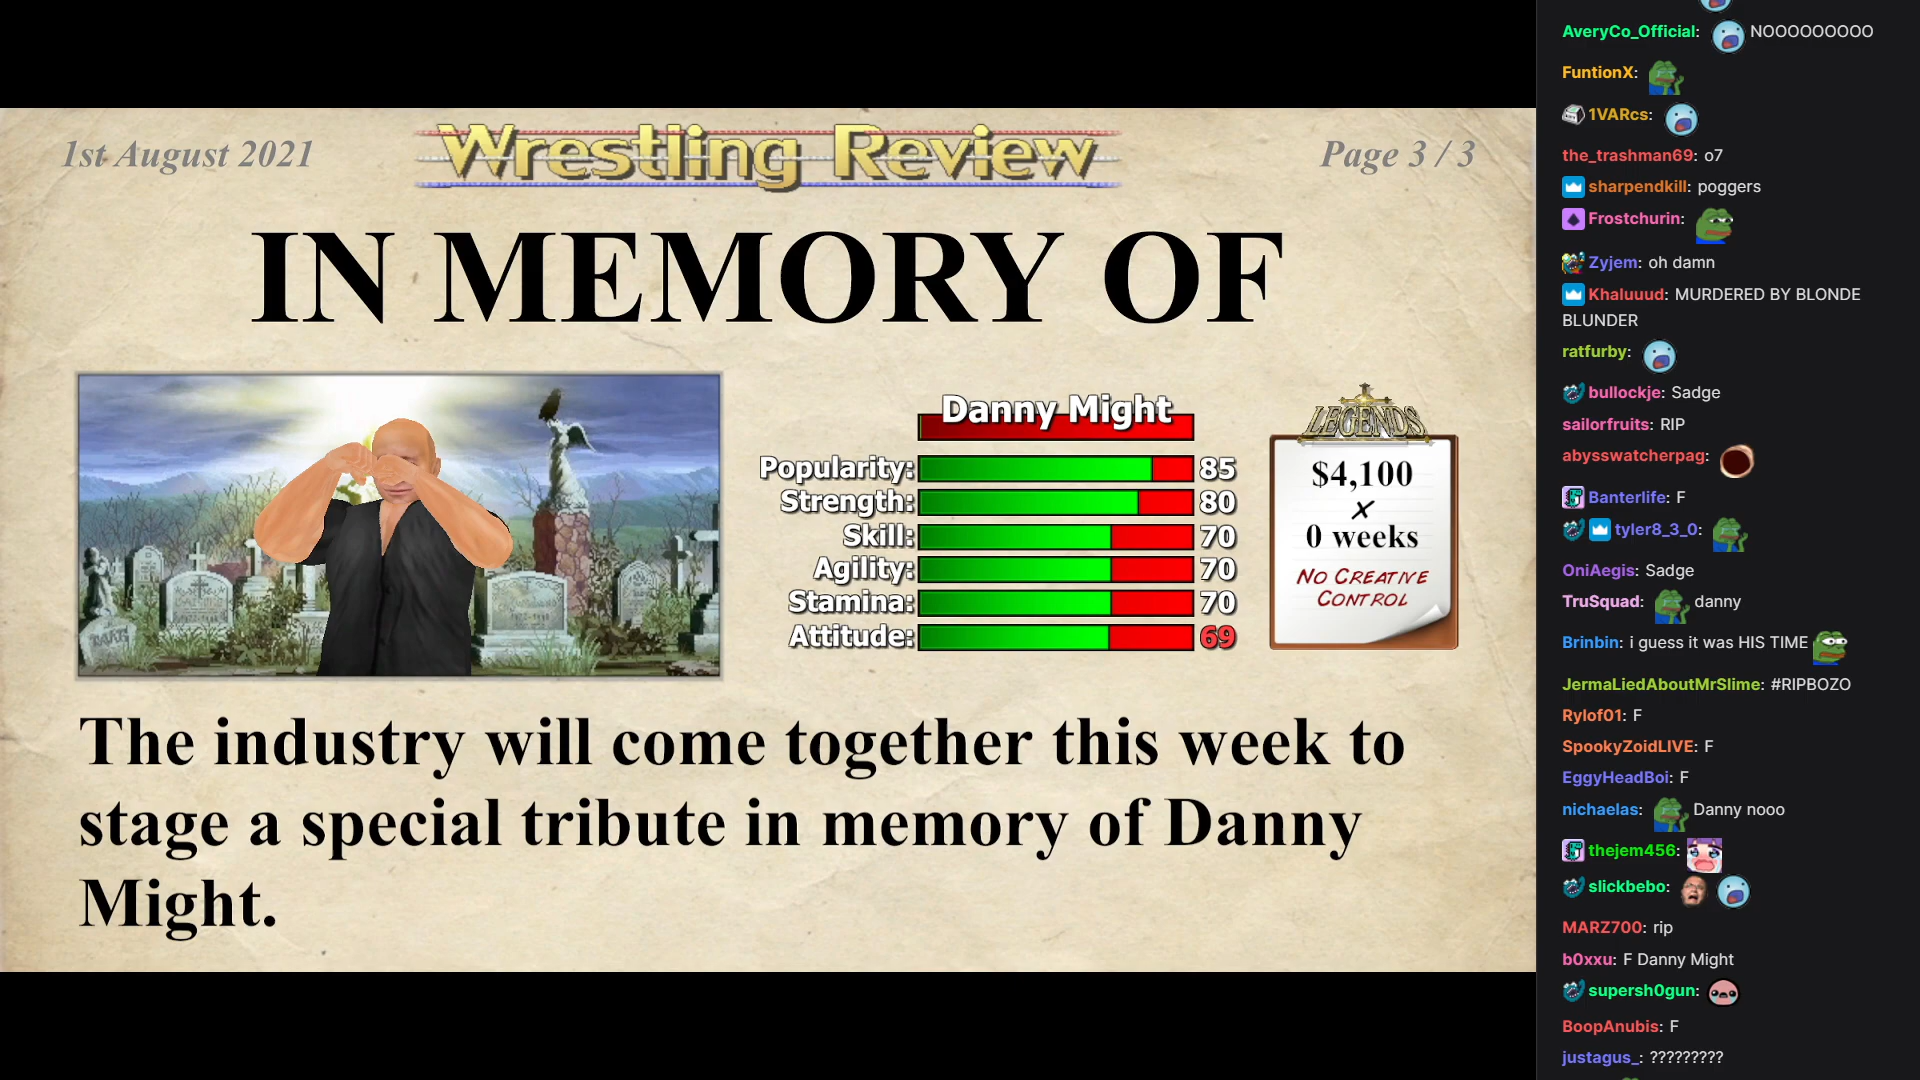 1st August 2021
Wrestling Review
Page 3 / 3
IN MEMORY OF
Danny Might
Popularity: 85
Strength: 80
Skill: 70
Agility: 70
Stamina: 70
Attitude: 69
LEGENDS
$4,100
x
0 weeks
NO CREATIVE
CONTROL
The industry will come together this week to
stage a special tribute in memory of Danny
Might.
AveryCo_Official: NOOOOOOOOO
FuntionX:
1VARcs:
the_trashman69: o7
sharpendkill: poggers
Frostchurin:
Zyjem: oh damn
Khaluuud: MURDERED BY BLONDE
BLUNDER
ratfurby:
bullockje: Sadge
sailorfruits: RIP
abysswatcherpag:
Banterlife: F
tyler8_3_0:
OniAegis: Sadge
TruSquad: danny
Brinbin: i guess it was HIS TIME
JermaLiedAboutMrSlime: #RIPBOZO
Rylof01: F
SpookyZoidLIVE: F
EggyHeadBoi: F
nichaelas: Danny nooo
thejem456:
slickbebo:
MARZ700: rip
b0xxu: F Danny Might
supersh0gun:
BoopAnubis: F
justagus_: ?????????